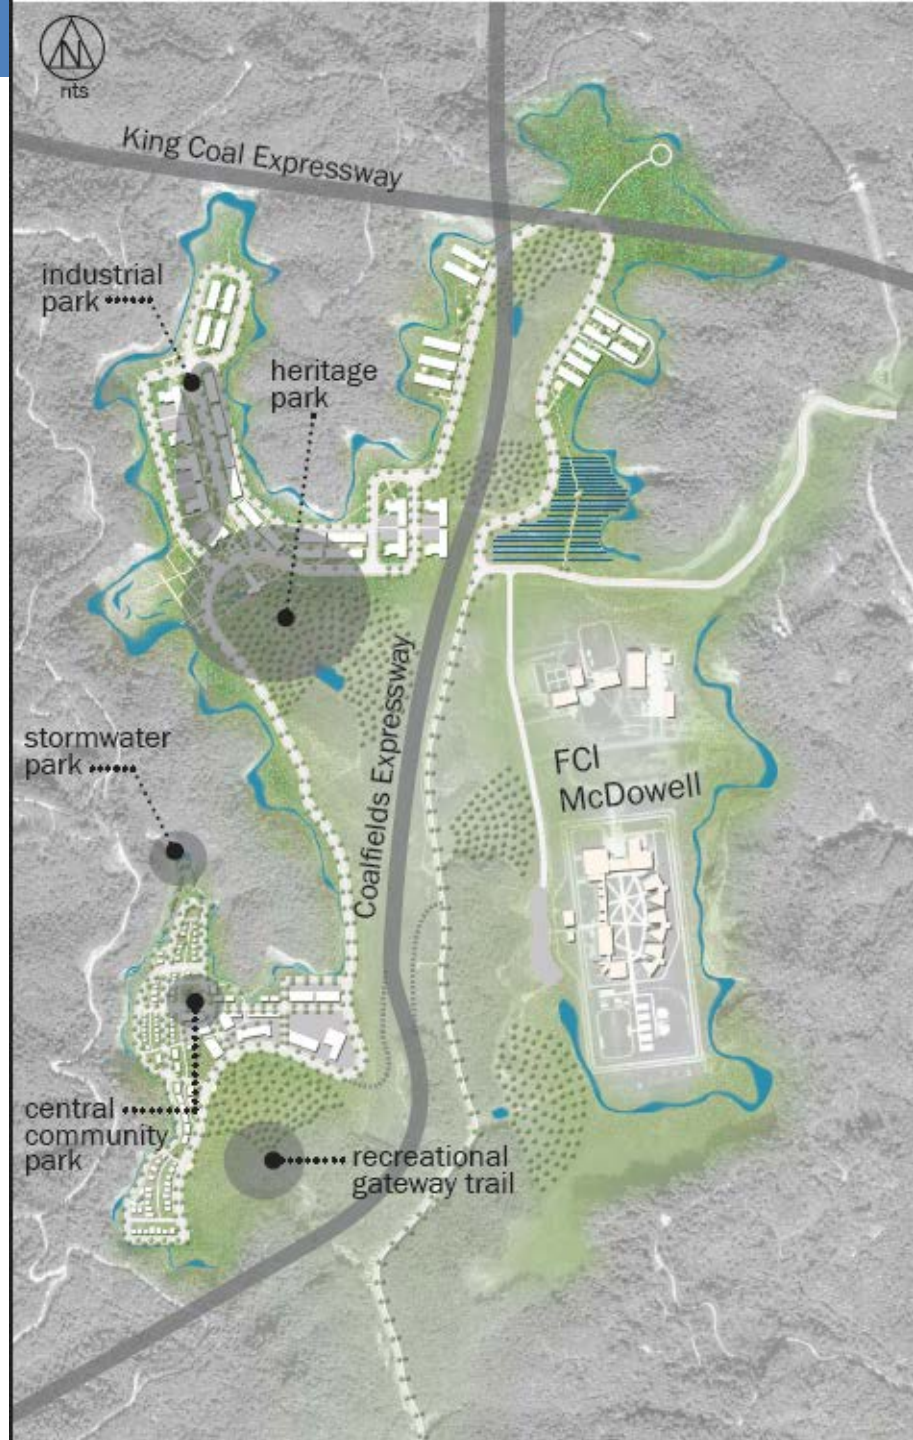 N
nts
King Coal Expressway
industrial
park
heritage
park
stormwater
park
Coalfields Expressway
FCI
McDowell
central
community
park
recreational
gateway trail